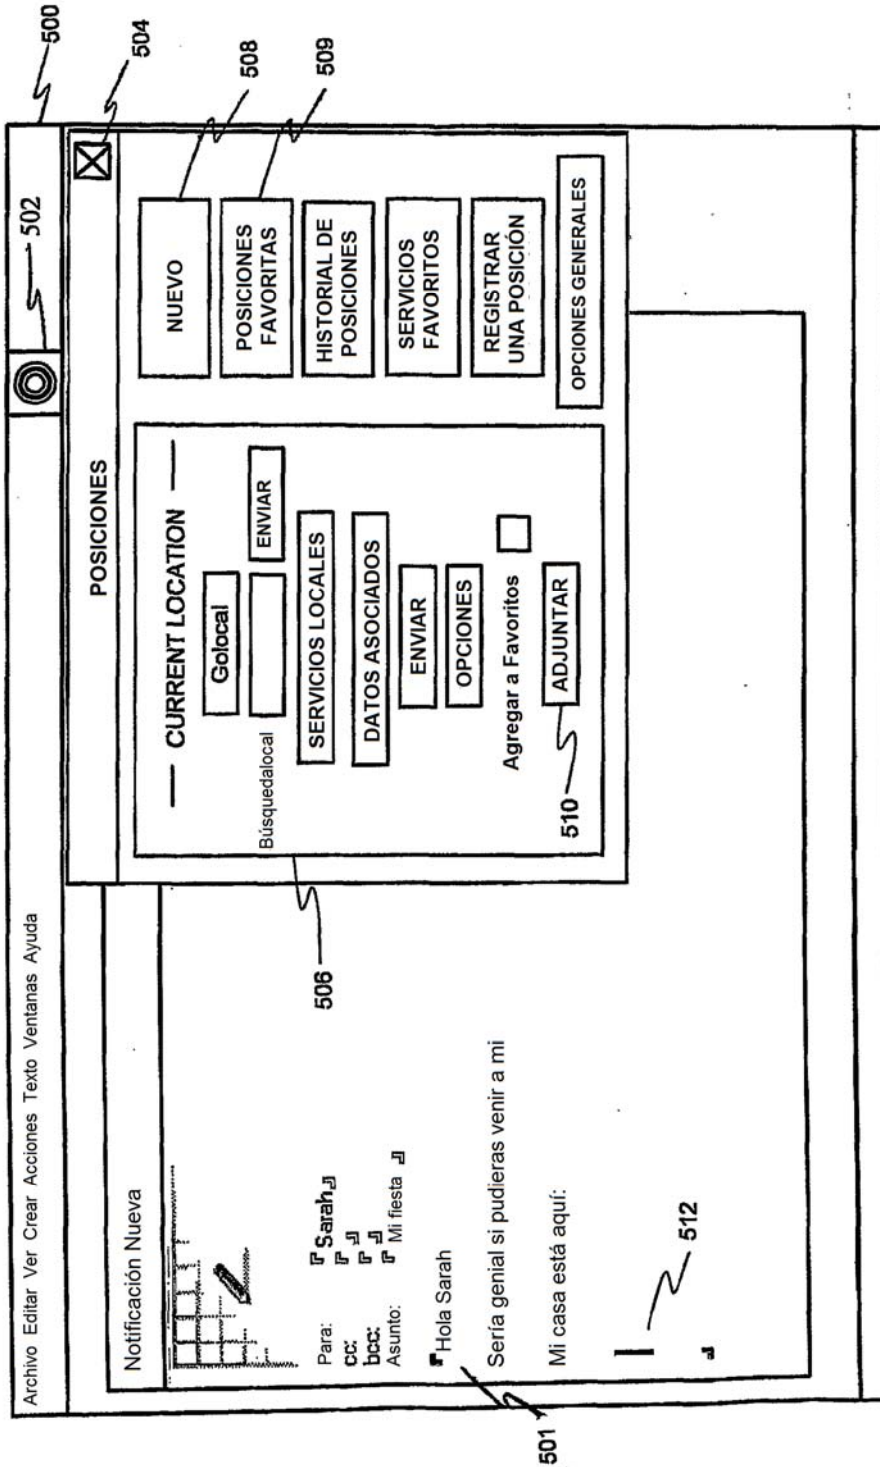 500
504
502
508
509
Archivo Editar Ver Crear Acciones Texto Ventanas Ayuda
POSICIONES
Notificación Nueva
CURRENT LOCATION
NUEVO
Golocal
Búsquedalocal
ENVIAR
POSICIONES
FAVORITAS
SERVICIOS LOCALES
HISTORIAL DE
POSICIONES
506
Para: 『Sarah』
cc: 『 』
bcc: 『 』
Asunto: 『 Mi fiesta 』
DATOS ASOCIADOS
ENVIAR
SERVICIOS
FAVORITOS
OPCIONES
REGISTRAR
UNA POSICIÓN
『Hola Sarah
Agregar a Favoritos
Sería genial si pudieras venir a mi
ADJUNTAR
510
OPCIONES GENERALES
501
Mi casa está aquí:
512
』